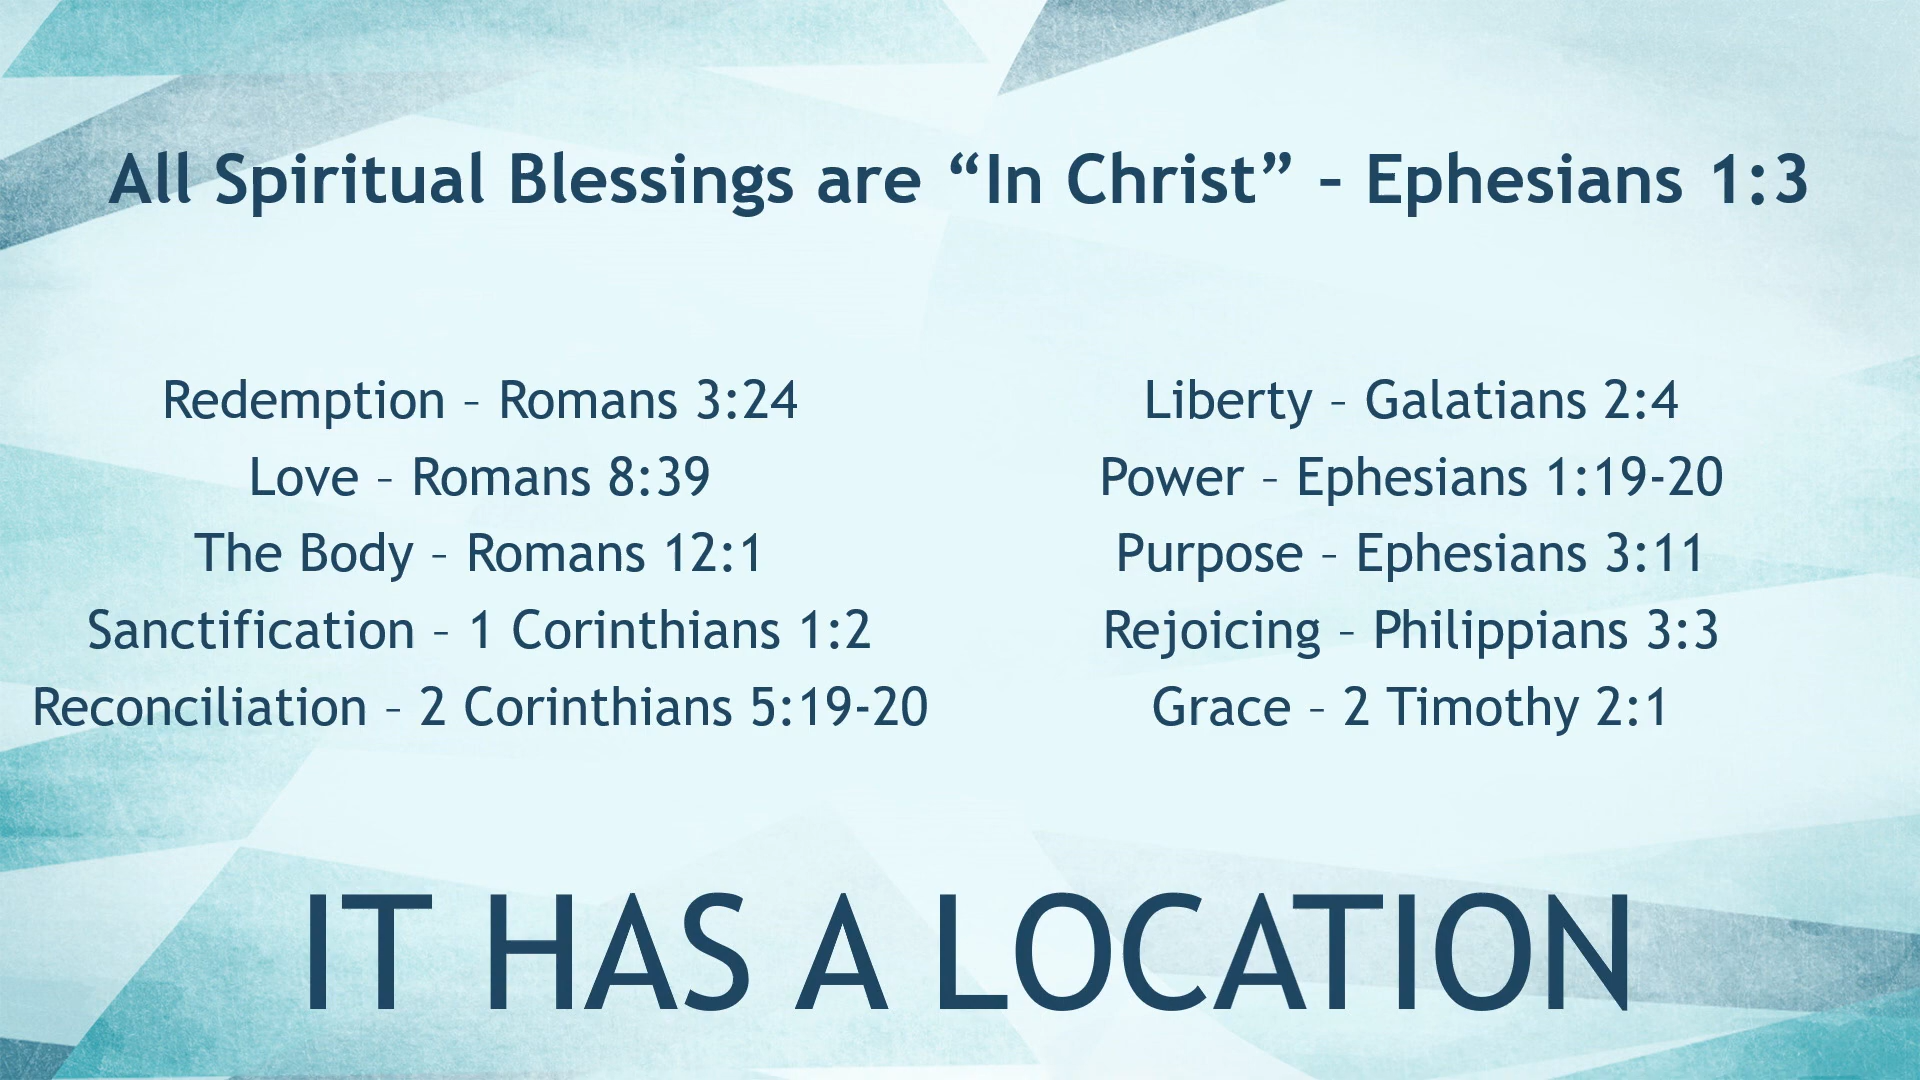 All Spiritual Blessings are “In Christ” – Ephesians 1:3
Redemption – Romans 3:24
Love – Romans 8:39
The Body – Romans 12:1
Sanctification – 1 Corinthians 1:2
Reconciliation – 2 Corinthians 5:19-20
Liberty – Galatians 2:4
Power – Ephesians 1:19-20
Purpose – Ephesians 3:11
Rejoicing – Philippians 3:3
Grace – 2 Timothy 2:1
IT HAS A LOCATION